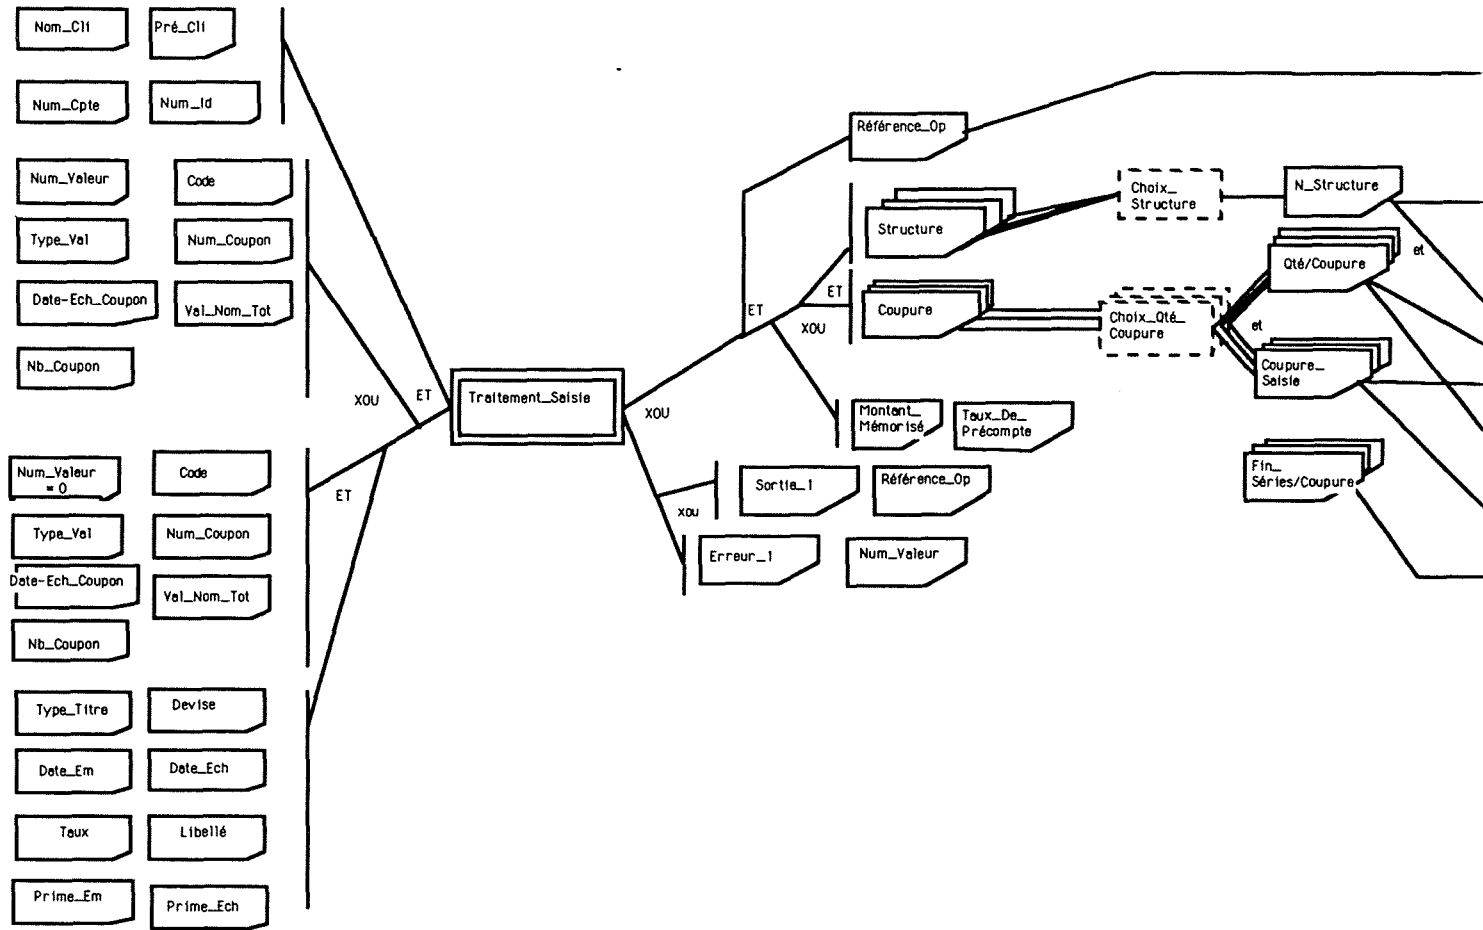 Nom_Cli
Pré_Cli
Num_Cpte
Num_Id
Num_Valeur
Code
Type_Val
Num_Coupon
Date-Ech_Coupon
Val_Nom_Tot
Nb_Coupon
XOU
ET
Traitement_Saisie
Num_Valeur
= 0
Code
ET
Type_Val
Num_Coupon
Date-Ech_Coupon
Val_Nom_Tot
Nb_Coupon
Type_Titre
Devise
Date_Em
Date_Ech
Taux
Libellé
Prime_Em
Prime_Ech
Référence_Op
Structure
Choix_
Structure
N_Structure
ET
ET
XOU
Coupure
Choix_Qté_
Coupure
Qté/Coupure
et
et
Coupure_
Saisie
XOU
Montant_
Mémorisé
Taux_De_
Précompte
Fin_
Séries/Coupure
Sortie_1
Référence_Op
xou
Erreur_1
Num_Valeur